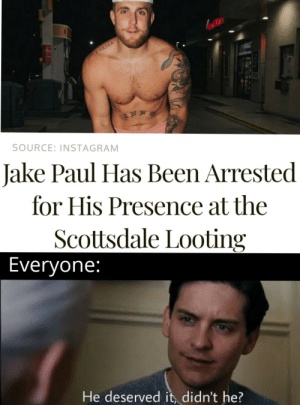 SOURCE: INSTAGRAM
Jake Paul Has Been Arrested
for His Presence at the
Scottsdale Looting
Everyone:
He deserved it, didn't he?